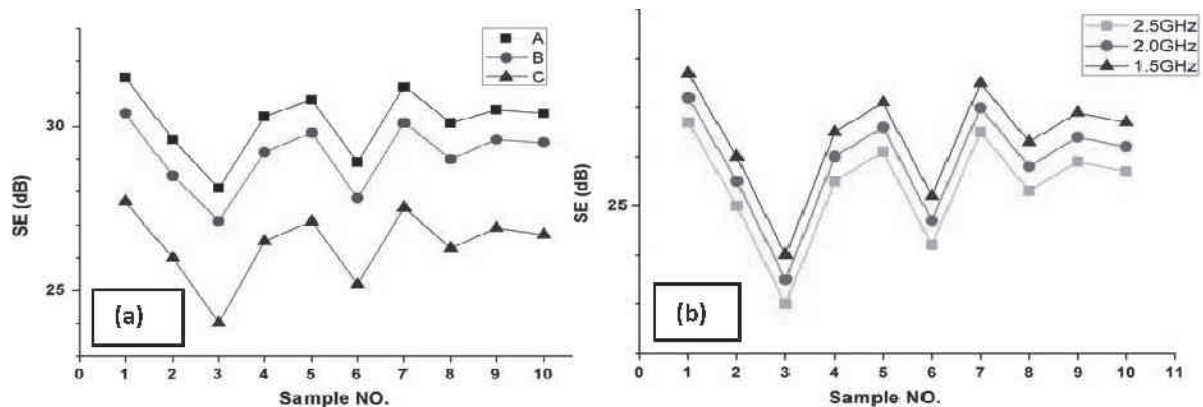 A
B
C
30
25
SE (dB)
(a)
0 1 2 3 4 5 6 7 8 9 10
Sample NO.
2.5GHz
2.0GHz
1.5GHz
25
SE (dB)
(b)
0 1 2 3 4 5 6 7 8 9 10 11
Sample NO.